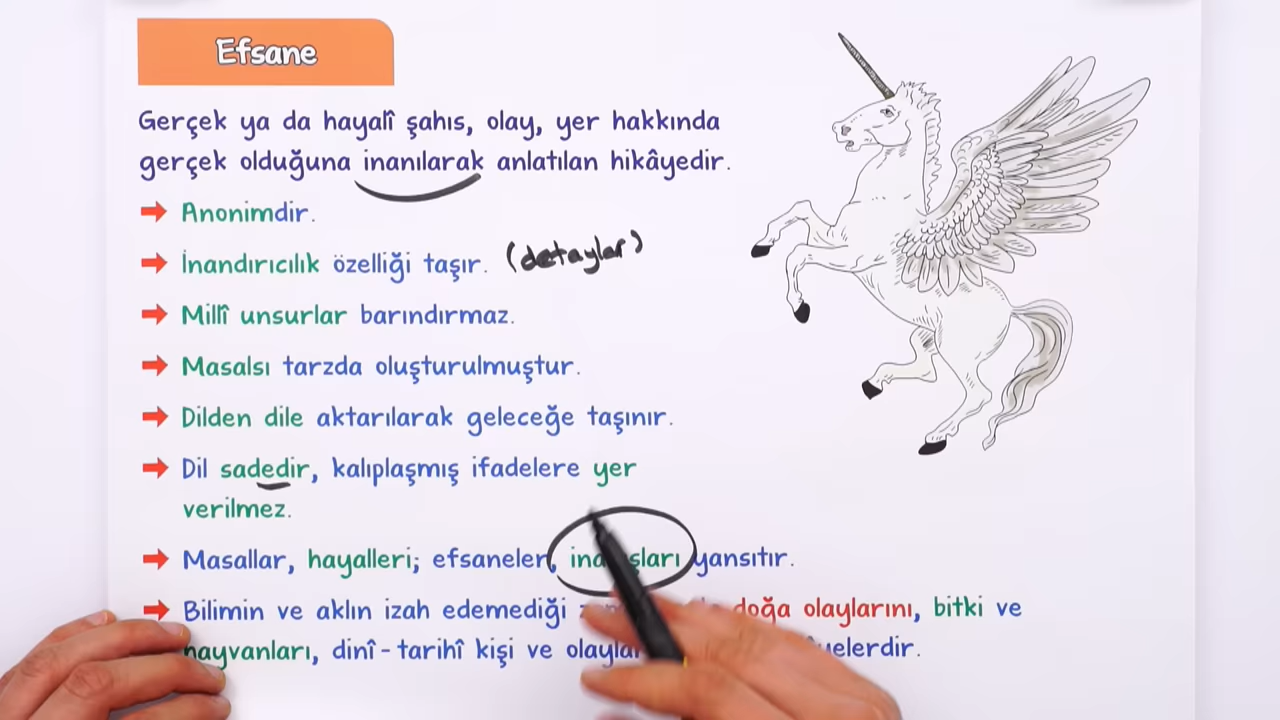 Efsane
Gerçek ya da hayalî şahıs, olay, yer hakkında
gerçek olduğuna inanılarak anlatılan hikâyedir.
Anonimdir.
İnandırıcılık özelliği taşır. (detaylar)
Millî unsurlar barındırmaz.
Masalsı tarzda oluşturulmuştur.
Dilden dile aktarılarak geleceğe taşınır.
Dil sadedir, kalıplaşmış ifadelere yer
verilmez.
Masallar, hayalleri; efsaneler, inanışları yansıtır.
Bilimin ve aklın izah edemediği doğa olaylarını, bitki ve
hayvanları, dinî-tarihî kişi ve